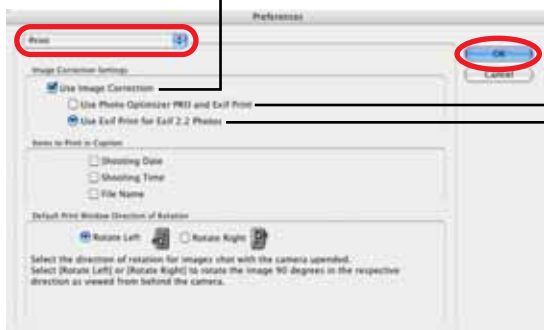 Preferences
Print
OK
Cancel
Image Correction Settings
Use Image Correction
Use Photo Optimizer PRO and Exif Print
Use Exif Print for Exif 2.2 Photos
Items to Print in Caption
Shooting Date
Shooting Time
File Name
Default Print Window Direction of Rotation
Rotate Left Rotate Right
Select the direction of rotation for images shot with the camera upended.
Select [Rotate Left] or [Rotate Right] to rotate the image 90 degrees in the respective
direction as viewed from behind the camera.